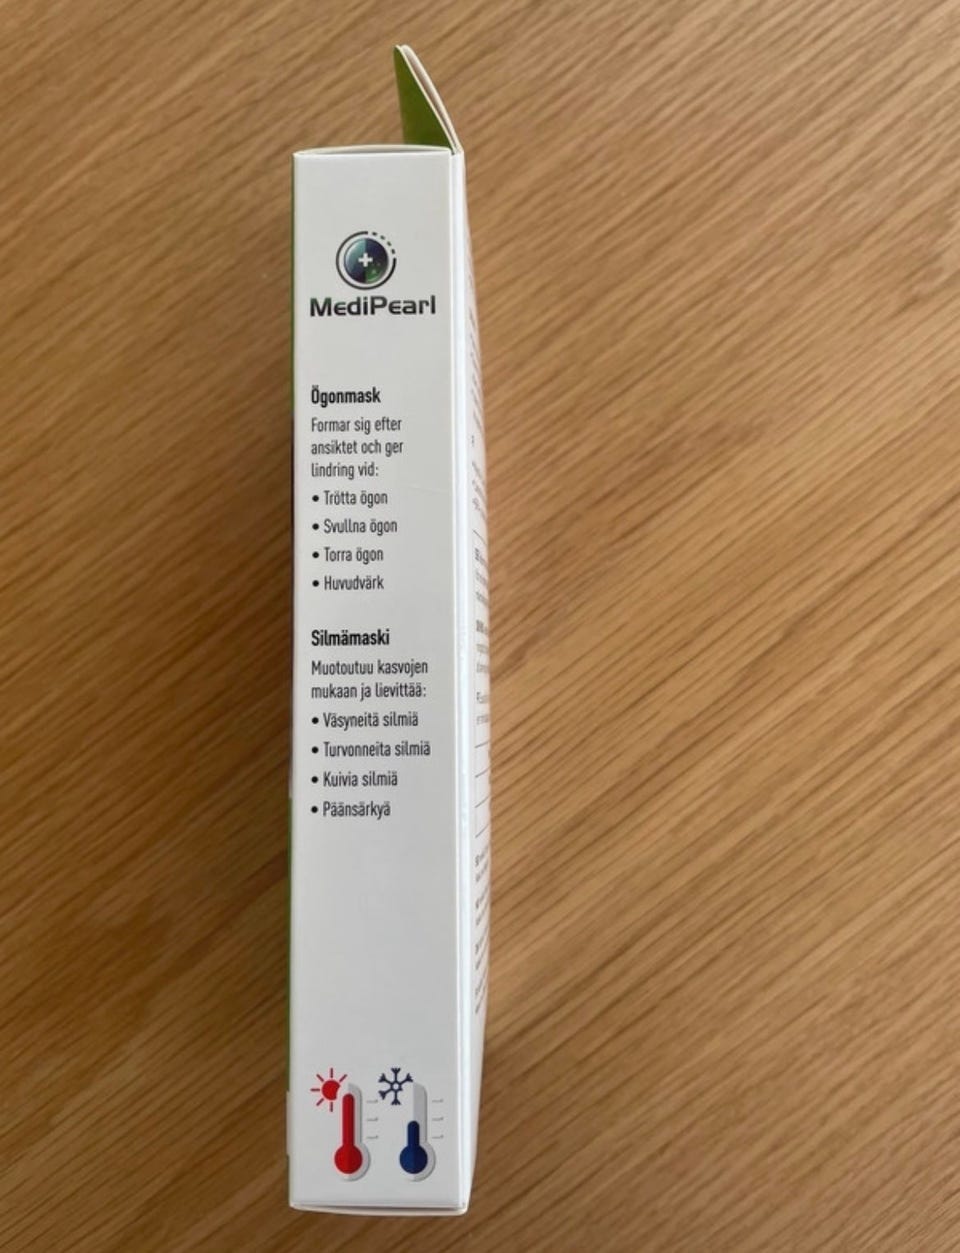 MediPearl
Ögonmask
Formar sig efter
ansiktet och ger
lindring vid:
• Trötta ögon
• Svullna ögon
• Torra ögon
• Huvudvärk
Silmämaski
Muotoutuu kasvojen
mukaan ja lievittää:
• Väsyneitä silmiä
• Turvonneita silmiä
• Kuivia silmiä
• Päänsärkyä